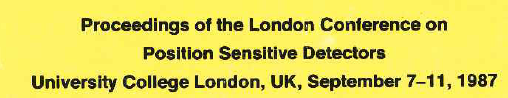 Proceedings of the London Conference on
Position Sensitive Detectors
University College London, UK, September 7–11, 1987